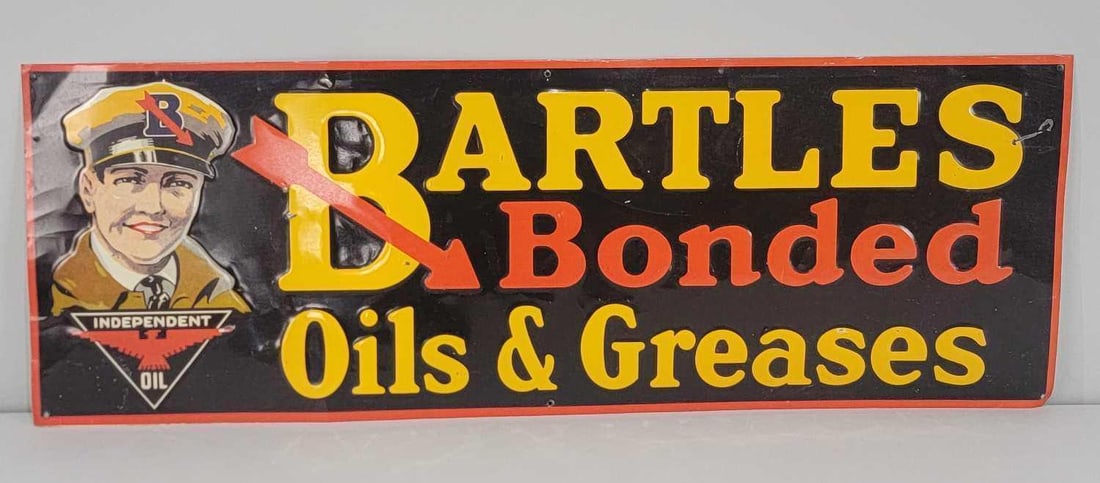 B
INDEPENDENT
OIL
BARTLES
Bonded
Oils & Greases